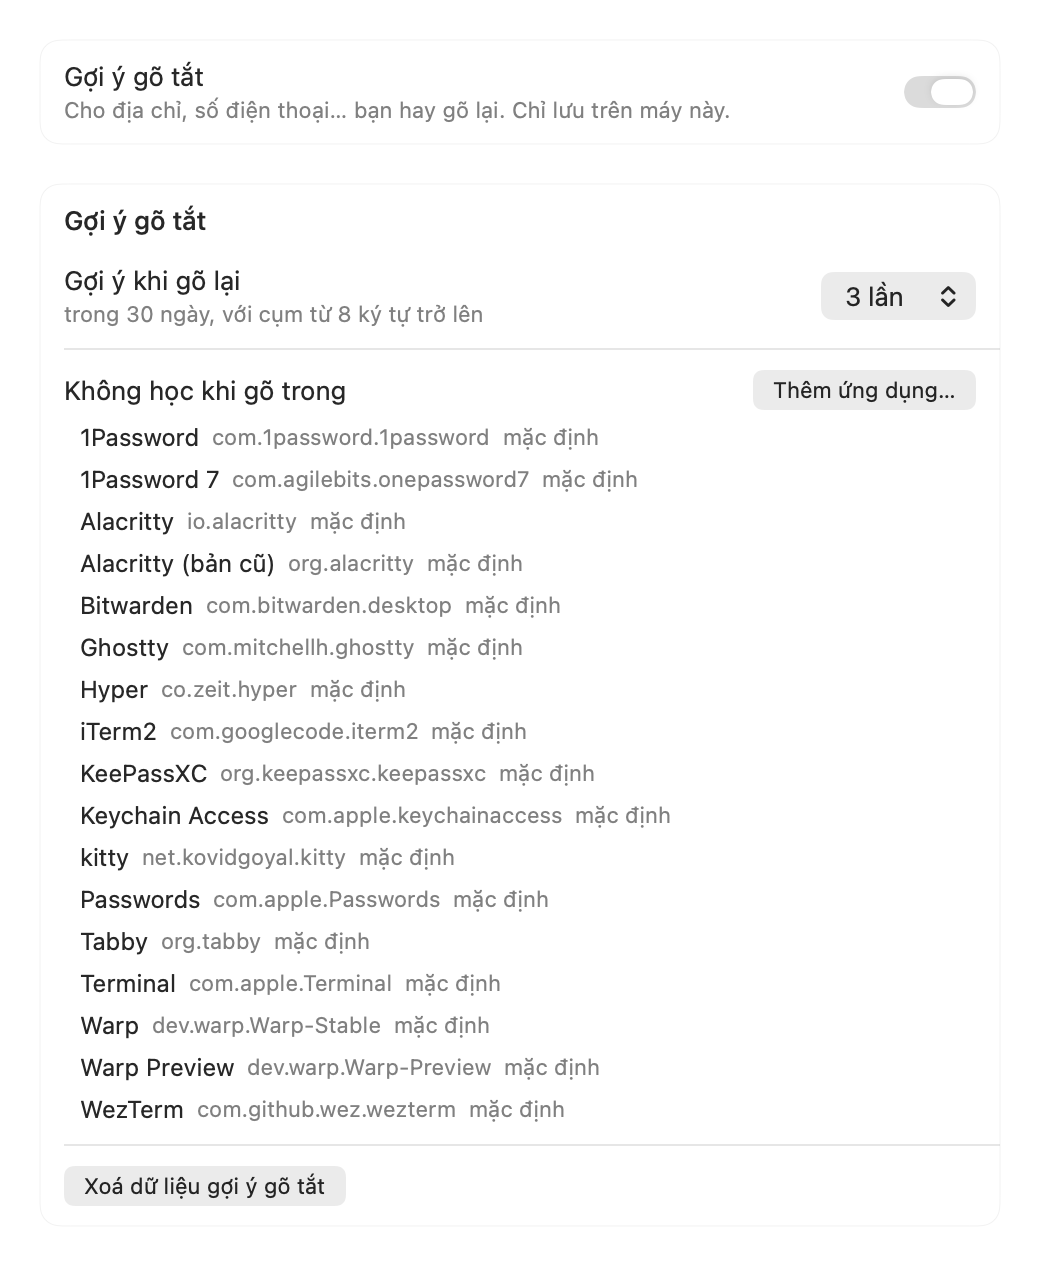 Gợi ý gõ tắt
Cho địa chỉ, số điện thoại... bạn hay gõ lại. Chỉ lưu trên máy này.
Gợi ý gõ tắt
Gợi ý khi gõ lại
3 lần
trong 30 ngày, với cụm từ 8 ký tự trở lên
Không học khi gõ trong
Thêm ứng dụng...
1Password com.1password.1password mặc định
1Password 7 com.agilebits.onepassword7 mặc định
Alacritty io.alacritty mặc định
Alacritty (bản cũ) org.alacritty mặc định
Bitwarden com.bitwarden.desktop mặc định
Ghostty com.mitchellh.ghostty mặc định
Hyper co.zeit.hyper mặc định
iTerm2 com.googlecode.iterm2 mặc định
KeePassXC org.keepassxc.keepassxc mặc định
Keychain Access com.apple.keychainaccess mặc định
kitty net.kovidgoyal.kitty mặc định
Passwords com.apple.Passwords mặc định
Tabby org.tabby mặc định
Terminal com.apple.Terminal mặc định
Warp dev.warp.Warp-Stable mặc định
Warp Preview dev.warp.Warp-Preview mặc định
WezTerm com.github.wez.wezterm mặc định
Xoá dữ liệu gợi ý gõ tắt